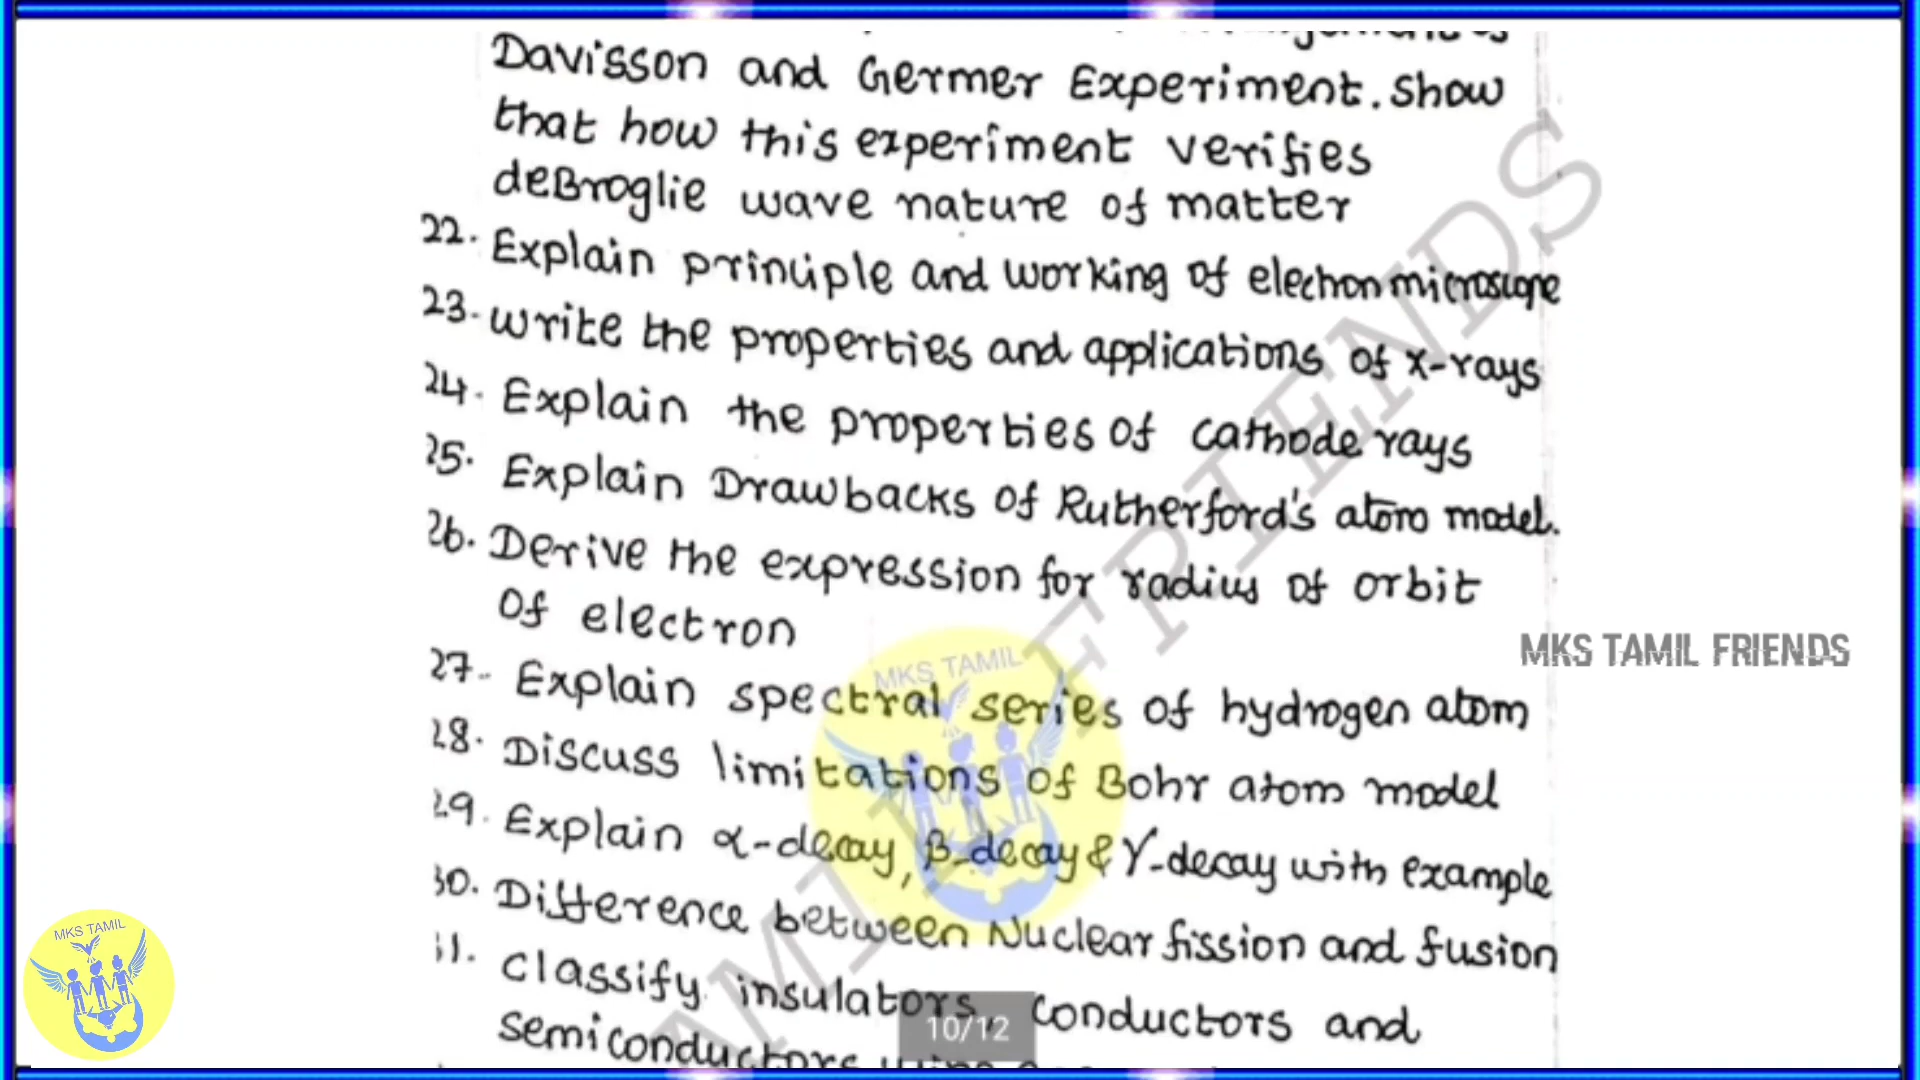 Davisson and Germer Experiment. Show
that how this experiment verifies
deBroglie wave nature of matter
22. Explain principle and working of electron microscope
23. write the properties and applications of x-rays
24. Explain the properties of cathode rays
25. Explain Drawbacks of Rutherford's atom model.
26. Derive the expression for radius of orbit
of electron
MKS TAMIL FRIENDS
MKS TAMIL
27. Explain spectral series of hydrogen atom
28. Discuss limitations of Bohr atom model
29. Explain α-decay, β-decay & γ-decay with example
30. Difference between Nuclear fission and fusion
31. Classify insulators, Conductors and
semiconductors using
10/12
MKS TAMIL
FRIENDS